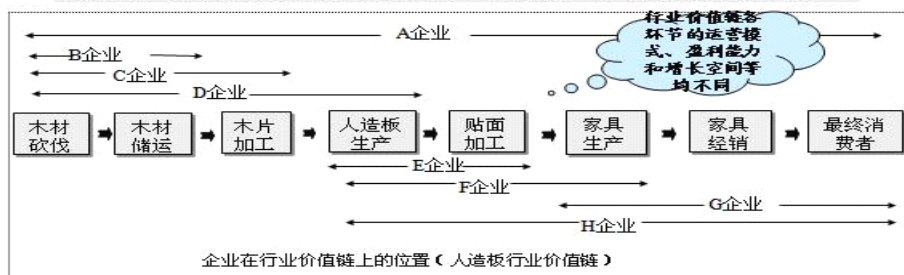 A企业
行业价值链各
环节的运营模
式、盈利能力
和增长空间等
均不同
B企业
C企业
D企业
木材
砍伐
木材
储运
木片
加工
人造板
生产
贴面
加工
家具
生产
家具
经销
最终消
费者
E企业
F企业
G企业
H企业
企业在行业价值链上的位置（人造板行业价值链）